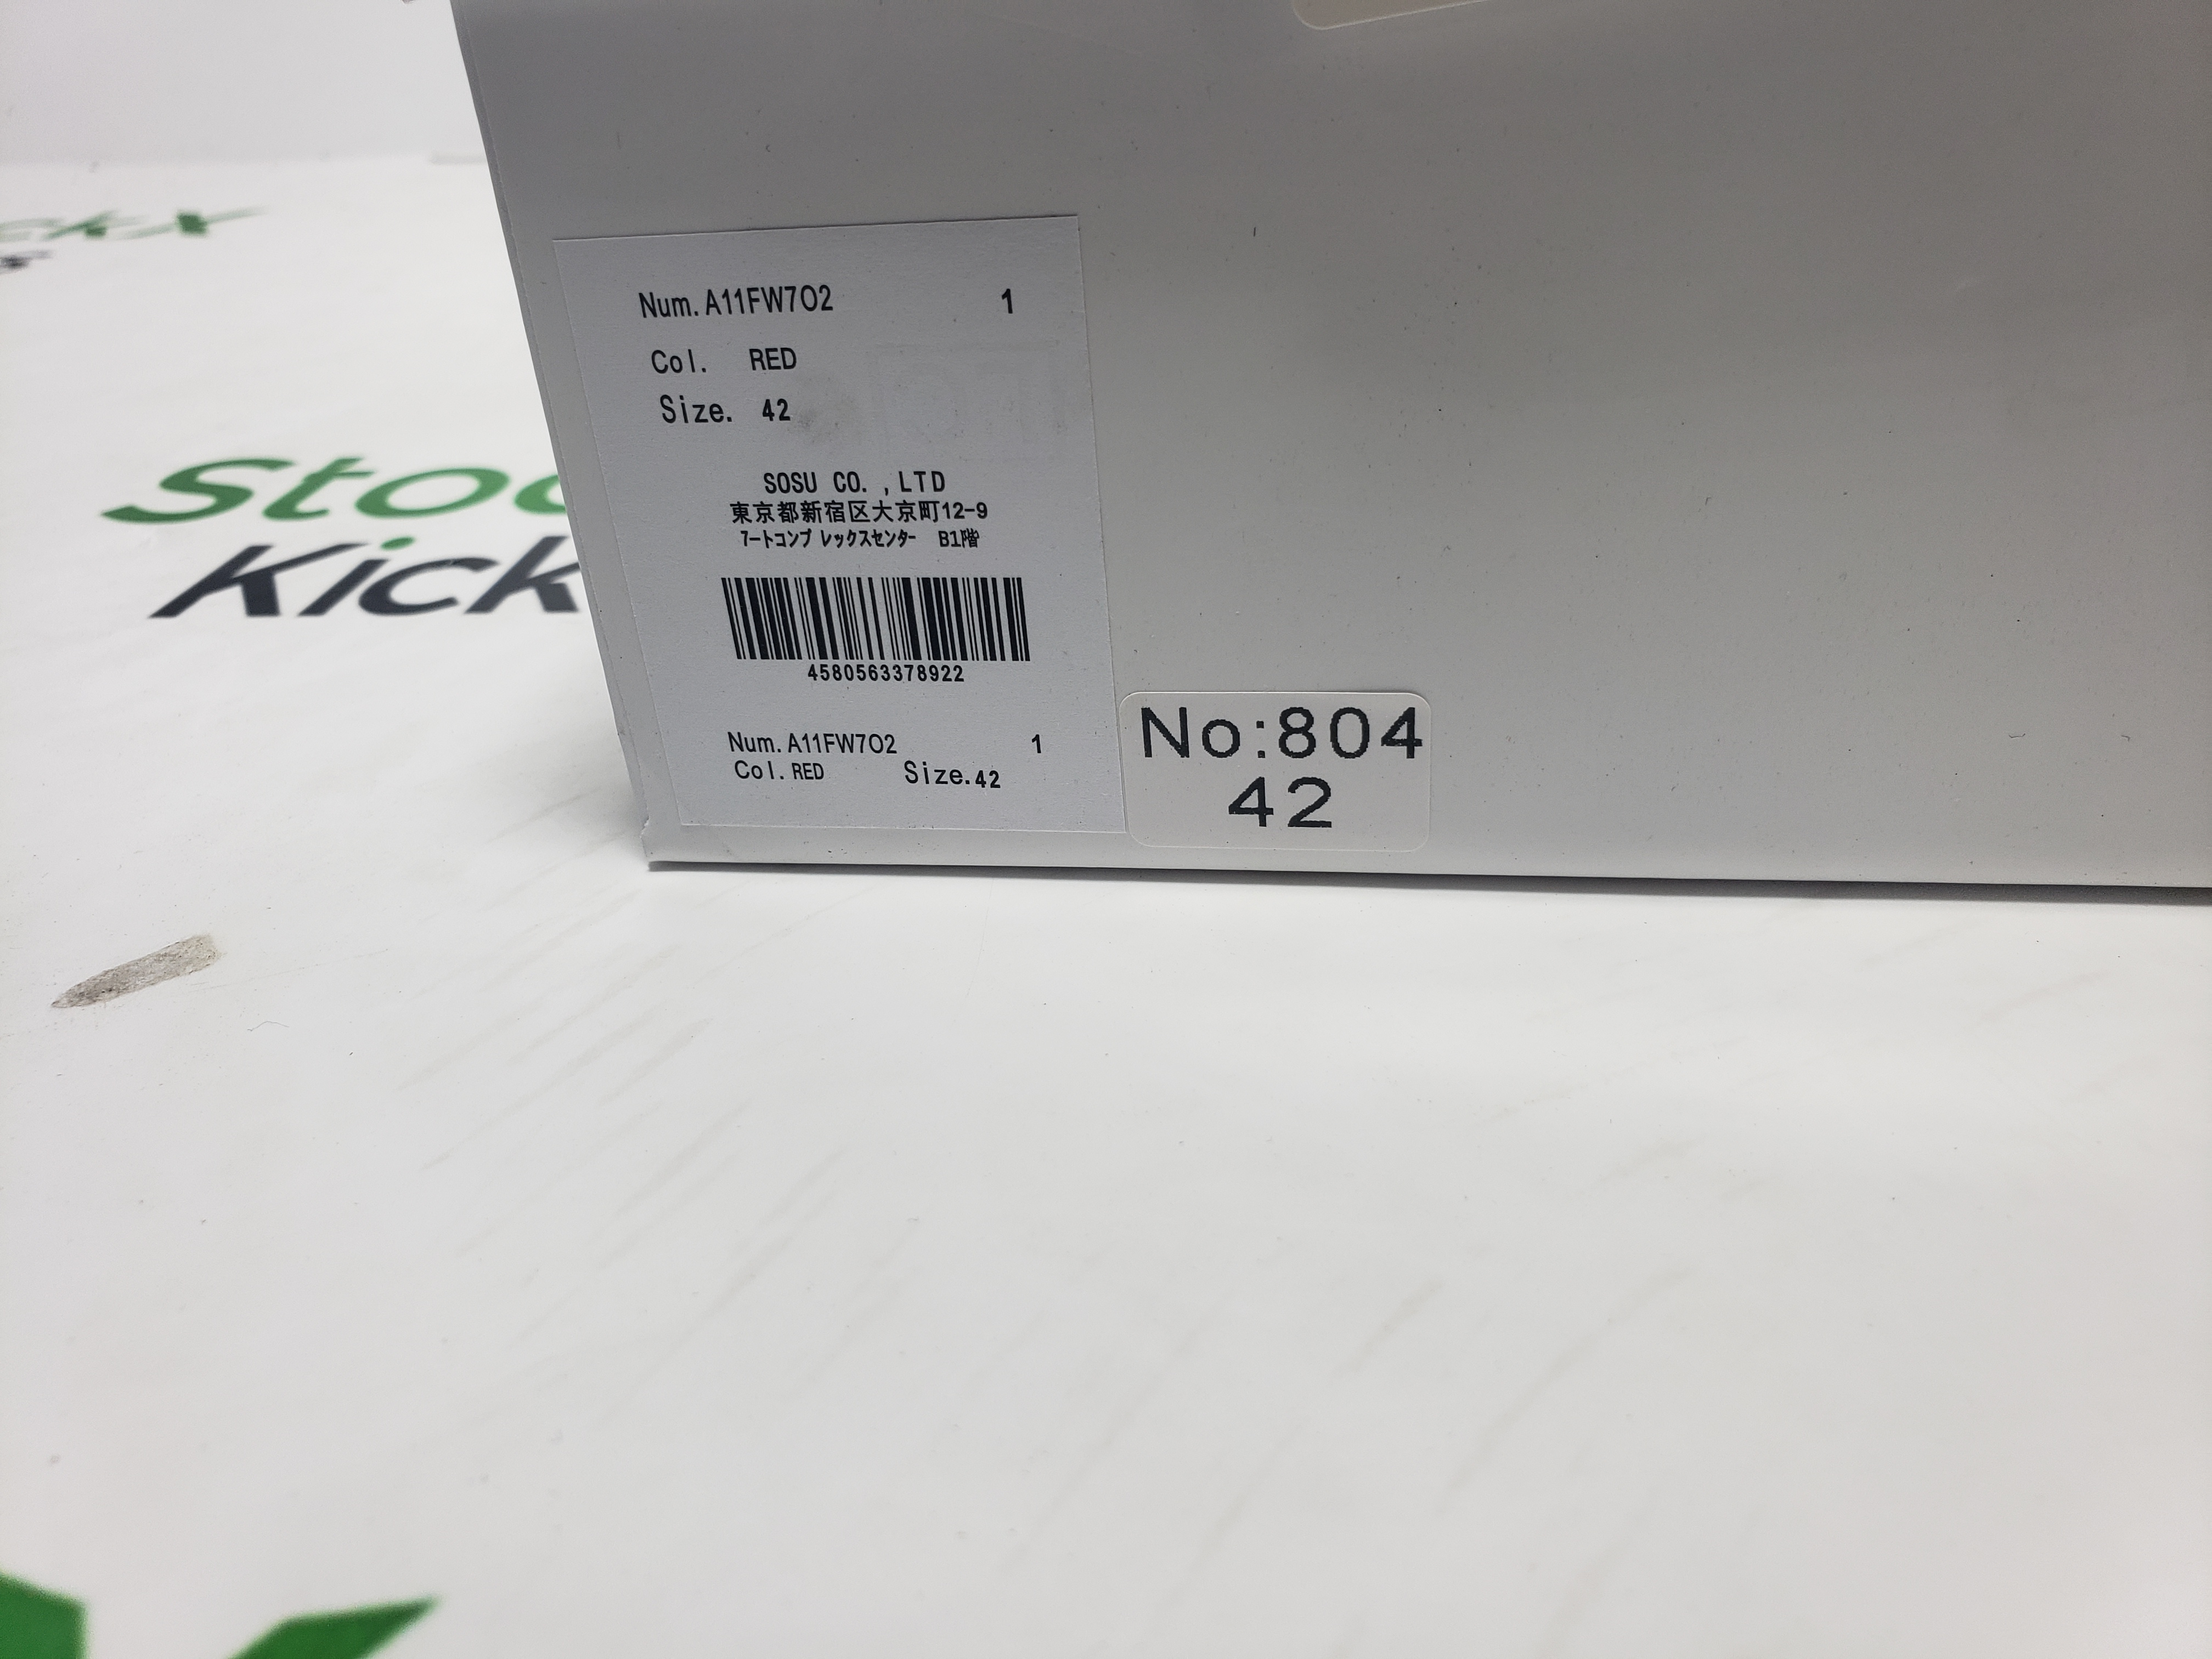 Num. A11FW7O2 1
Col. RED
Size. 42
SOSU CO. ,LTD
東京都新宿区大京町12-9
ｱｰﾄｺﾝﾌﾟﾚｯｸｽｾﾝﾀｰ B1階
4580563378922
Num. A11FW7O2 1
Col. RED Size. 42
No:804
42
Stoc
Kick